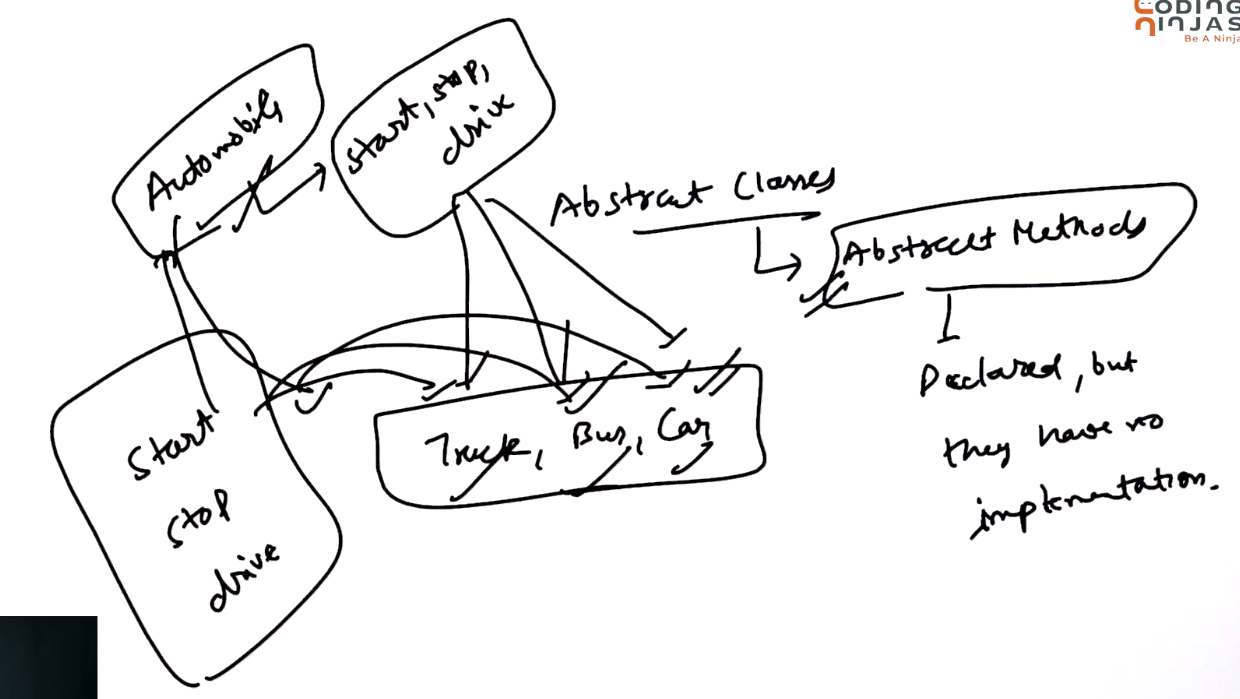 CODING
NINJAS
Be A Ninja
Automobile
start, stop,
drive
Abstract Classes
Abstract Methods
Declared, but
they have no
implementation.
Truck, Bus, Car
start
stop
drive